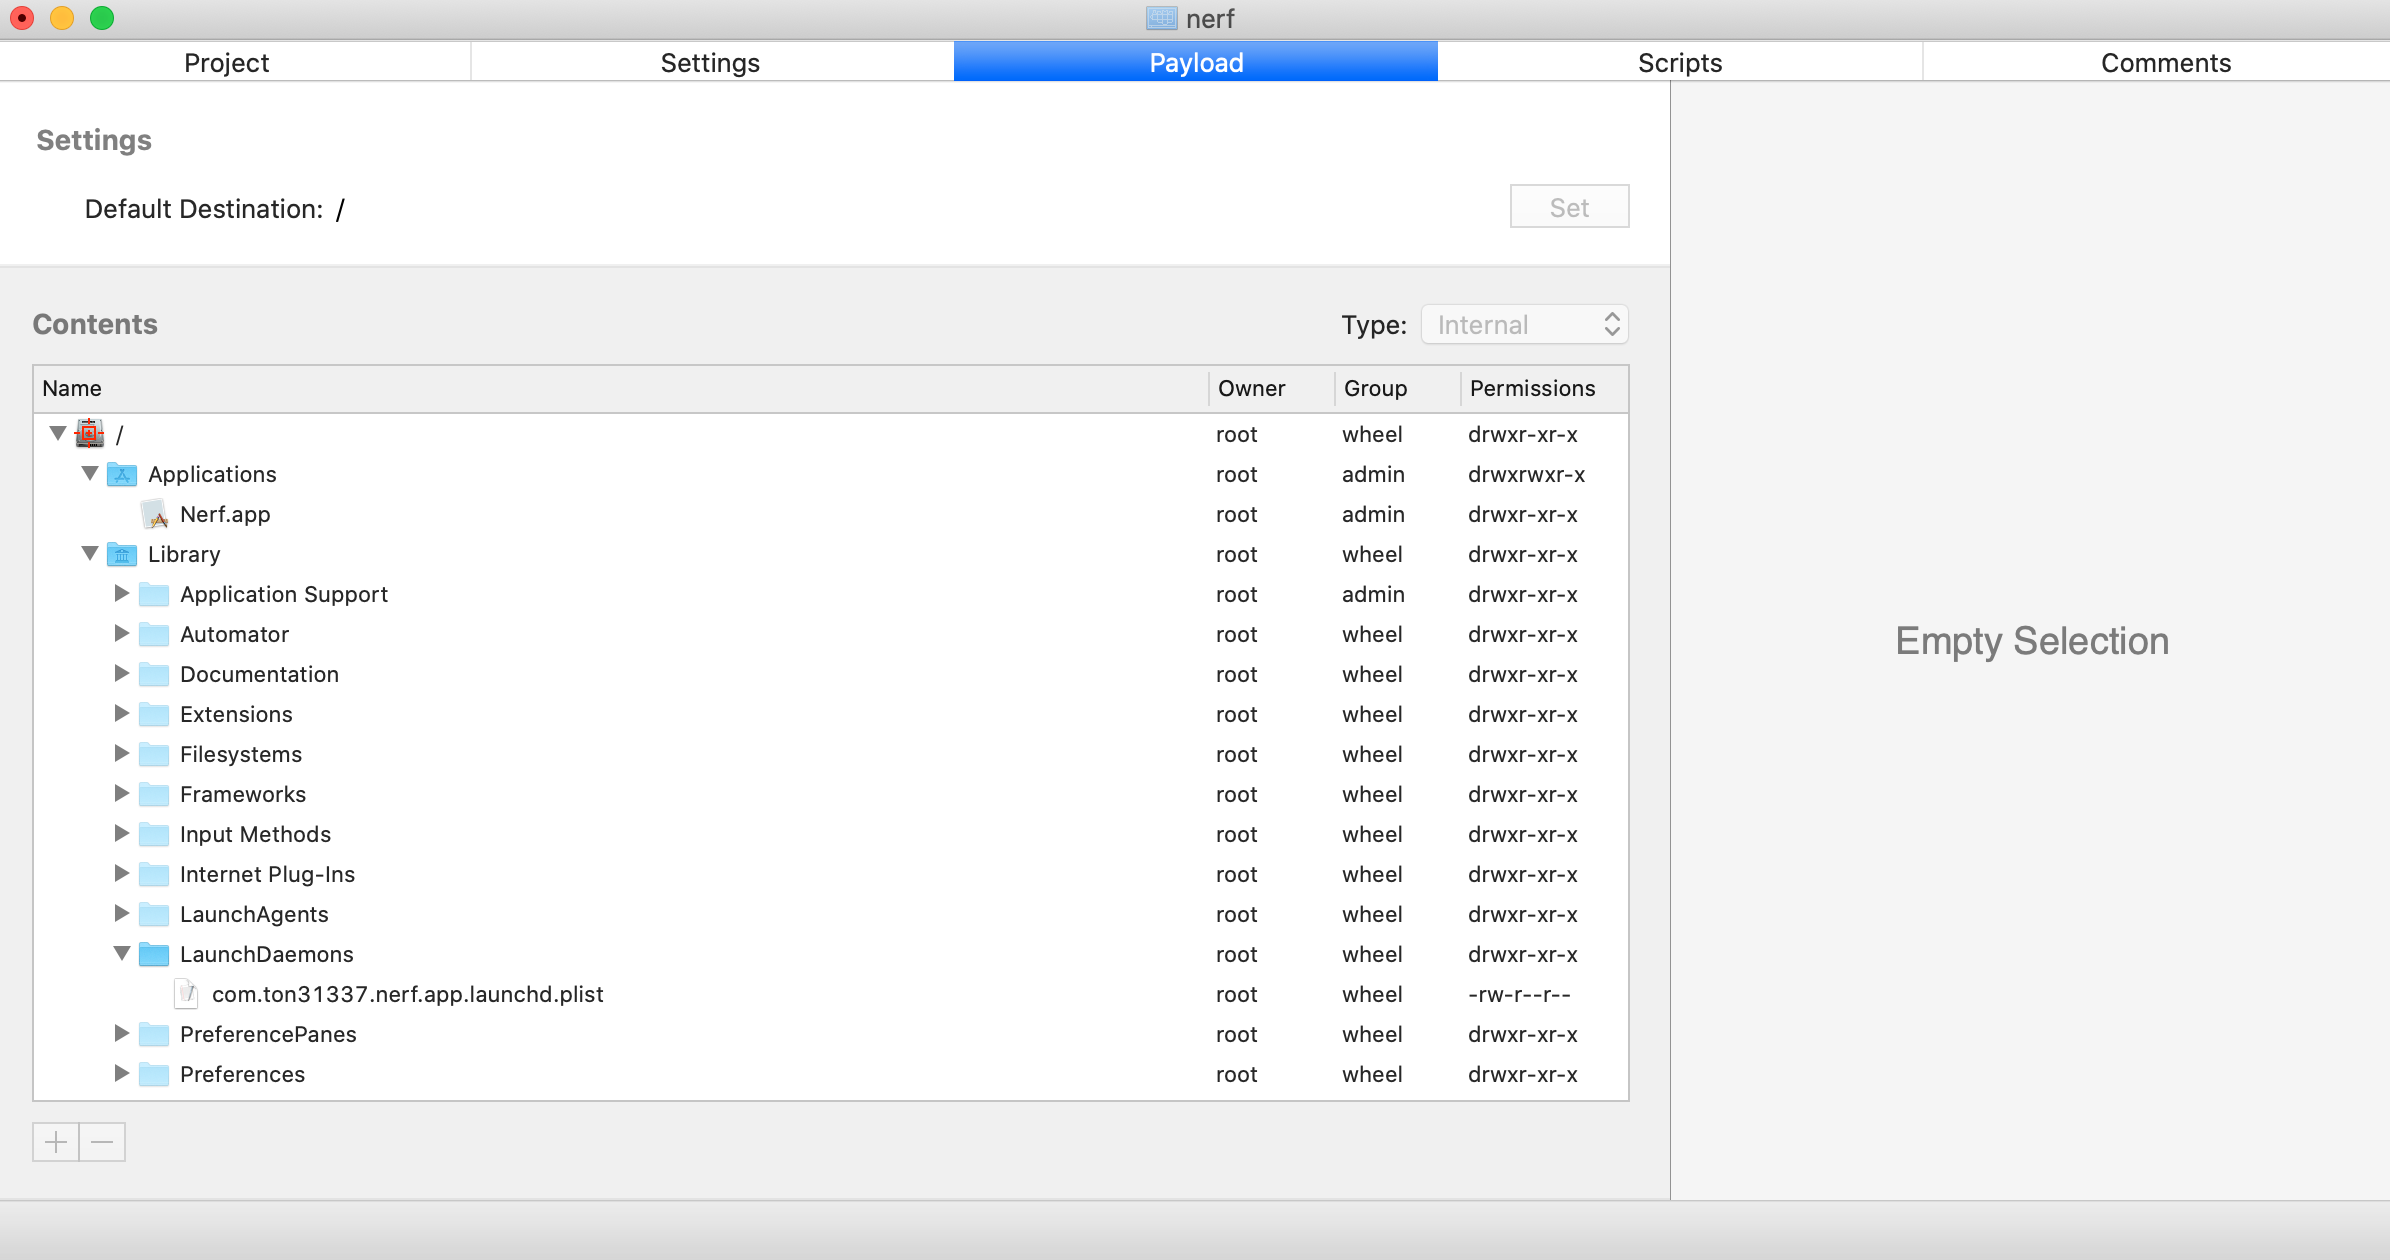 nerf
Project Settings Payload Scripts Comments
Settings
Default Destination: / Set
Contents Type: Internal
Name Owner Group Permissions
/ root wheel drwxr-xr-x
Applications root admin drwxrwxr-x
Nerf.app root admin drwxr-xr-x
Library root wheel drwxr-xr-x
Application Support root admin drwxr-xr-x
Automator root wheel drwxr-xr-x
Documentation root wheel drwxr-xr-x
Extensions root wheel drwxr-xr-x
Filesystems root wheel drwxr-xr-x
Frameworks root wheel drwxr-xr-x
Input Methods root wheel drwxr-xr-x
Internet Plug-Ins root wheel drwxr-xr-x
LaunchAgents root wheel drwxr-xr-x
LaunchDaemons root wheel drwxr-xr-x
com.ton31337.nerf.app.launchd.plist root wheel -rw-r--r--
PreferencePanes root wheel drwxr-xr-x
Preferences root wheel drwxr-xr-x
Empty Selection